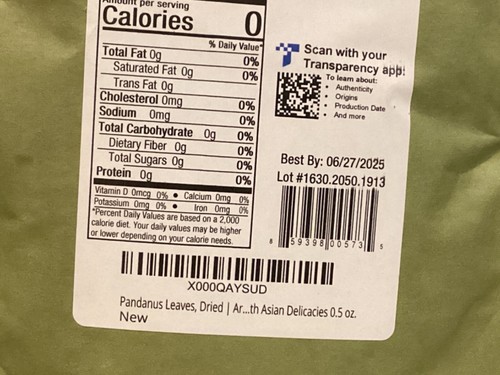 Amount per serving
Calories 0
% Daily Value*
Total Fat 0g 0%
Saturated Fat 0g 0%
Trans Fat 0g
Cholesterol 0mg 0%
Sodium 0mg 0%
Total Carbohydrate 0g 0%
Dietary Fiber 0g 0%
Total Sugars 0g 0%
Protein 0g 0%
Vitamin D 0mcg 0% • Calcium 0mg 0%
Potassium 0mg 0% • Iron 0mg 0%
*Percent Daily Values are based on a 2,000
calorie diet. Your daily values may be higher
or lower depending on your calorie needs.
Scan with your
Transparency app!
To learn about:
• Authenticity
• Origins
• Production Date
• And more
Best By: 06/27/2025
Lot #1630.2050.1913
8 59398 00573 5
X000QAYSUD
Pandanus Leaves, Dried | Ar...th Asian Delicacies 0.5 oz.
New